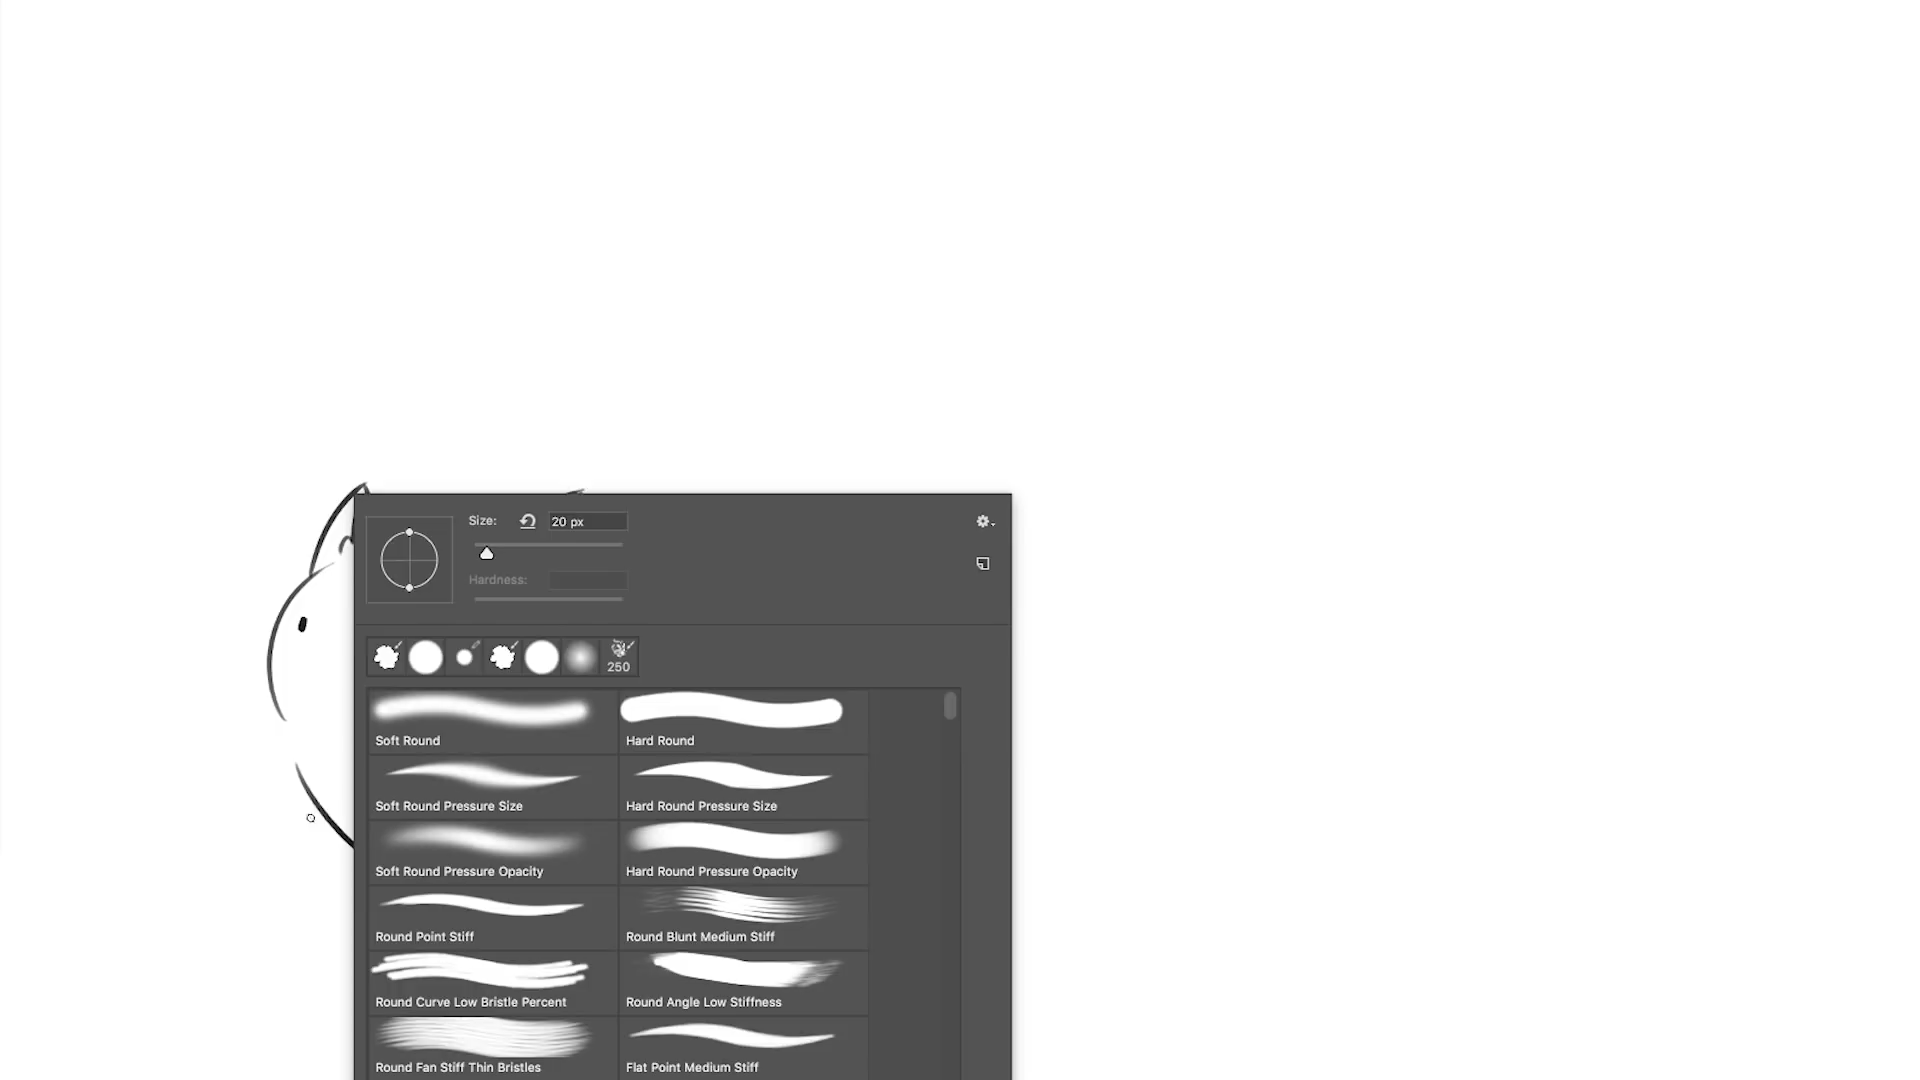 Size: 20 px
Hardness:
250
Soft Round Hard Round
Soft Round Pressure Size Hard Round Pressure Size
Soft Round Pressure Opacity Hard Round Pressure Opacity
Round Point Stiff Round Blunt Medium Stiff
Round Curve Low Bristle Percent Round Angle Low Stiffness
Round Fan Stiff Thin Bristles Flat Point Medium Stiff